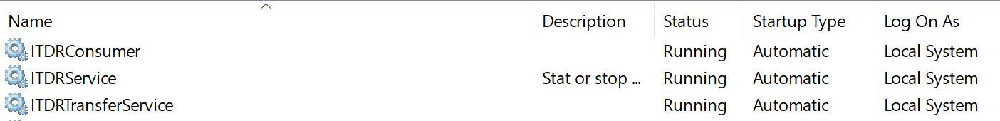 Name Description Status Startup Type Log On As
ITDRConsumer Running Automatic Local System
ITDRService Stat or stop ... Running Automatic Local System
ITDRTransferService Running Automatic Local System